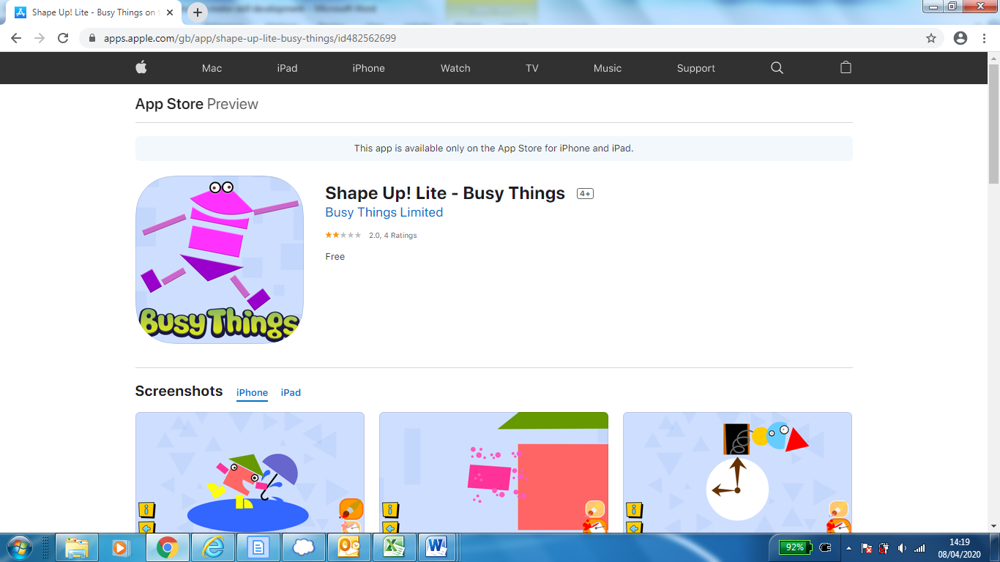 Shape Up! Lite - Busy Things on
apps.apple.com/gb/app/shape-up-lite-busy-things/id482562699
Mac iPad iPhone Watch TV Music Support
App Store Preview
This app is available only on the App Store for iPhone and iPad.
Shape Up! Lite - Busy Things 4+
Busy Things Limited
2.0, 4 Ratings
Free
BusyThings
Screenshots iPhone iPad
92%
14:19
08/04/2020